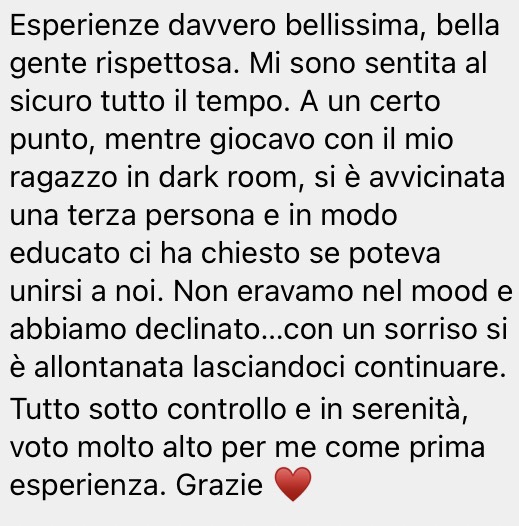 Esperienze davvero bellissima, bella
gente rispettosa. Mi sono sentita al
sicuro tutto il tempo. A un certo
punto, mentre giocavo con il mio
ragazzo in dark room, si è avvicinata
una terza persona e in modo
educato ci ha chiesto se poteva
unirsi a noi. Non eravamo nel mood e
abbiamo declinato...con un sorriso si
è allontanata lasciandoci continuare.
Tutto sotto controllo e in serenità,
voto molto alto per me come prima
esperienza. Grazie ♥️